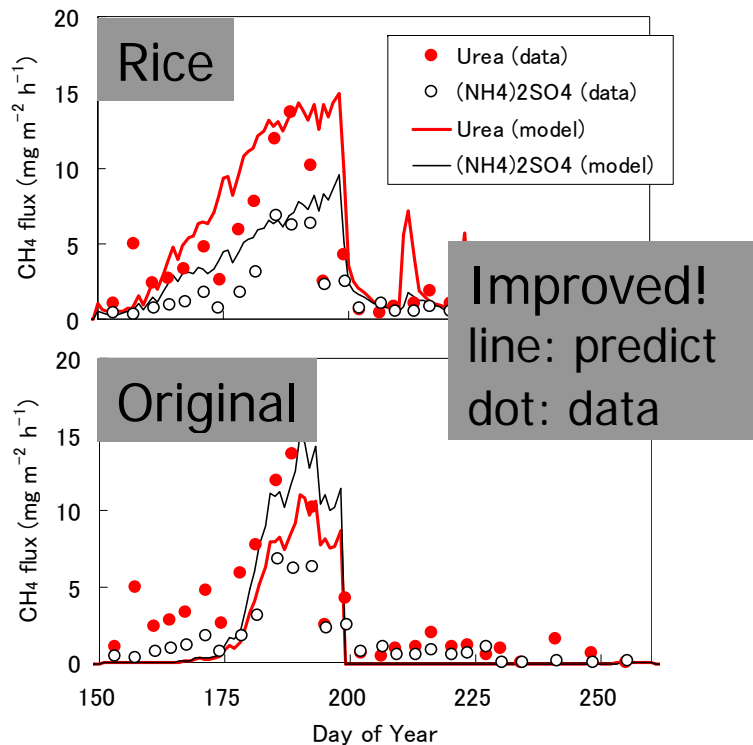 20
15
10
5
0
CH4 flux (mg m−2 h−1)
Rice
Urea (data)
(NH4)2SO4 (data)
Urea (model)
(NH4)2SO4 (model)
Improved!
line: predict
dot: data
20
15
10
5
0
CH4 flux (mg m−2 h−1)
Original
150 175 200 225 250
Day of Year